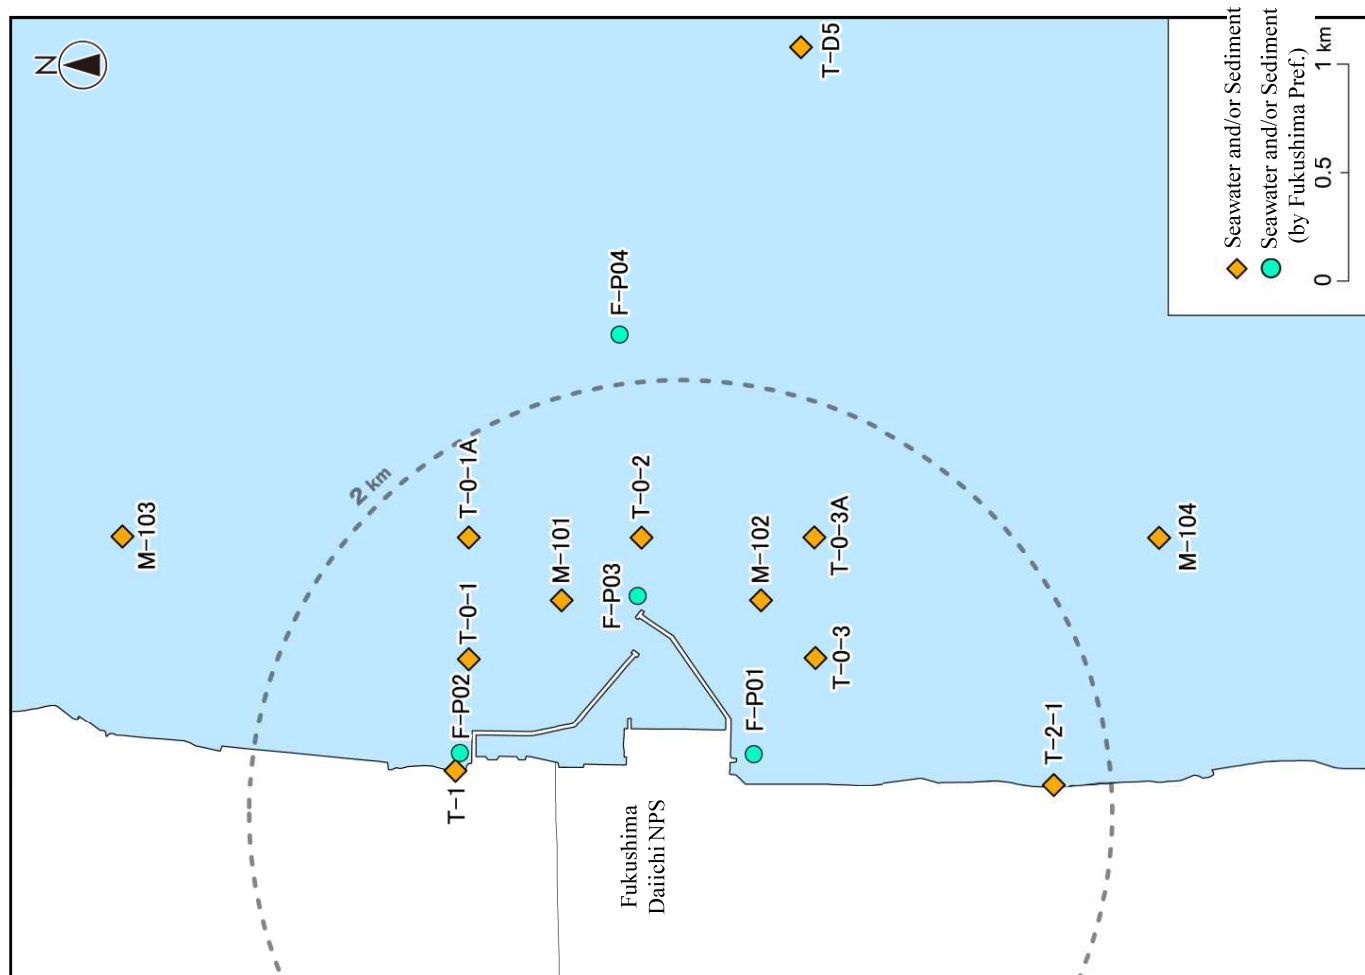 N
T-D5
F-P04
2 km
M-103
T-0-1A
T-0-1
M-101
T-0-2
F-P03
M-102
T-0-3A
T-0-3
M-104
F-P02
T-1
F-P01
T-2-1
Fukushima
Daiichi NPS
Seawater and/or Sediment
Seawater and/or Sediment
(by Fukushima Pref.)
0 0.5 1 km